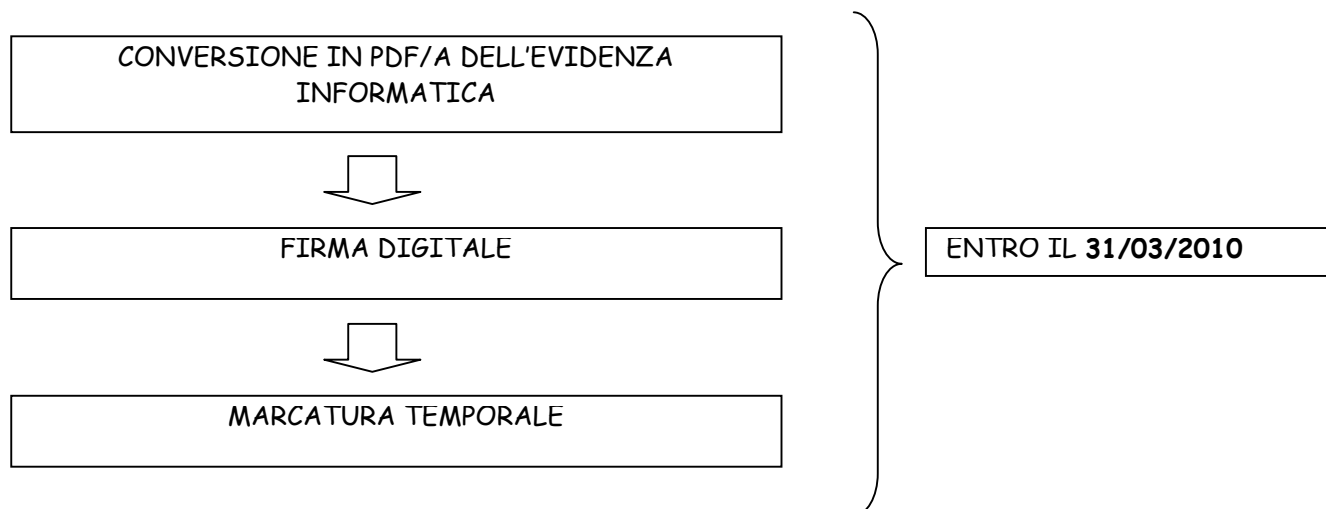 CONVERSIONE IN PDF/A DELL'EVIDENZA
INFORMATICA
FIRMA DIGITALE
ENTRO IL 31/03/2010
MARCATURA TEMPORALE